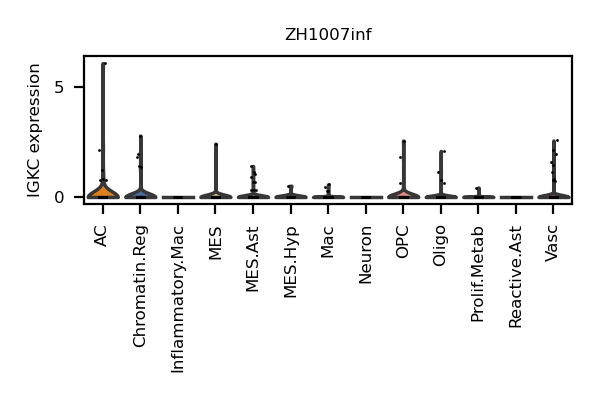 ZH1007inf
IGKC expression
5
0
AC
Chromatin.Reg
Inflammatory.Mac
MES
MES.Ast
MES.Hyp
Mac
Neuron
OPC
Oligo
Prolif.Metab
Reactive.Ast
Vasc